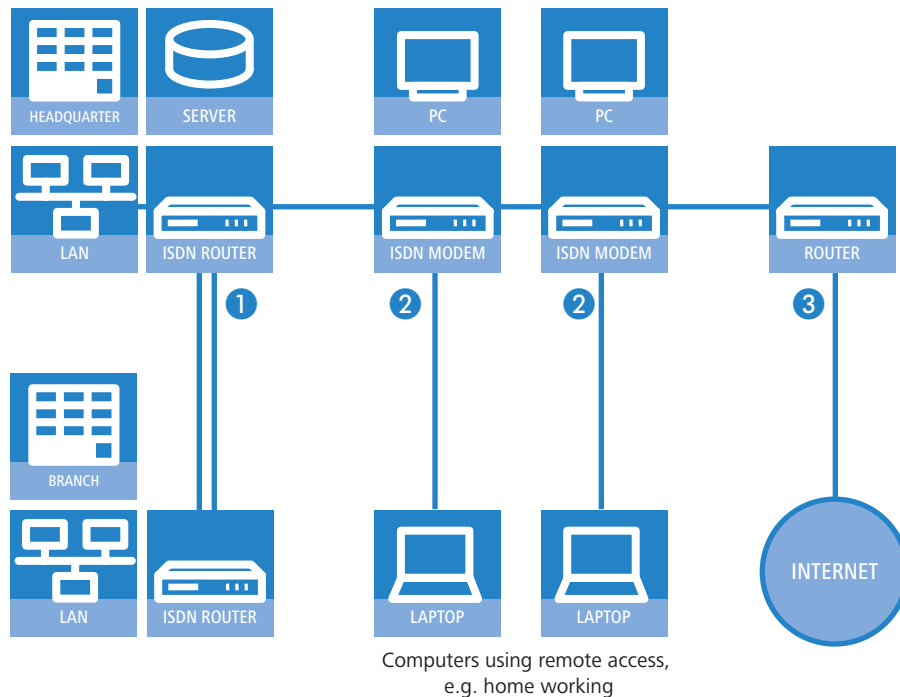 HEADQUARTER
SERVER
PC
PC
LAN
ISDN ROUTER
ISDN MODEM
ISDN MODEM
ROUTER
1
2
2
3
BRANCH
INTERNET
LAN
ISDN ROUTER
LAPTOP
LAPTOP
Computers using remote access,
e.g. home working